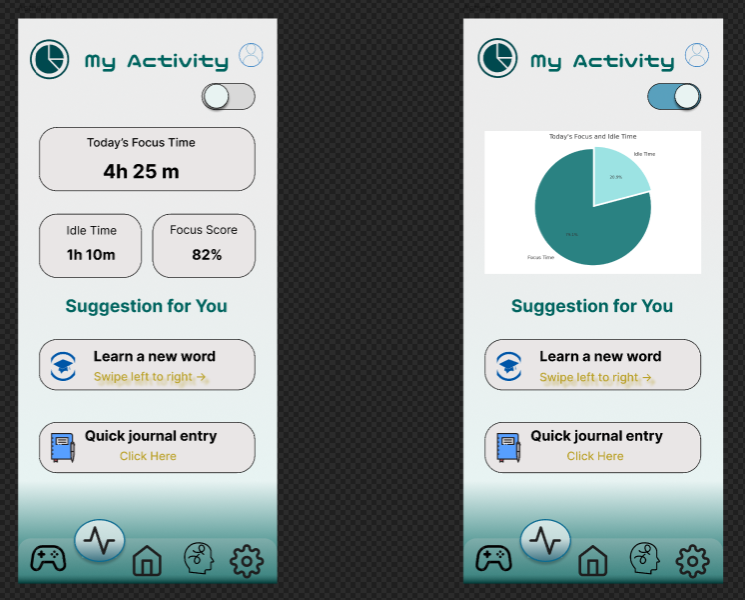 My Activity
Today's Focus Time
4h 25 m
Idle Time
1h 10m
Focus Score
82%
Suggestion for You
Learn a new word
Swipe left to right →
Quick journal entry
Click Here
My Activity
Today's Focus and Idle Time
Idle Time
20.9%
Focus Time
Suggestion for You
Learn a new word
Swipe left to right →
Quick journal entry
Click Here